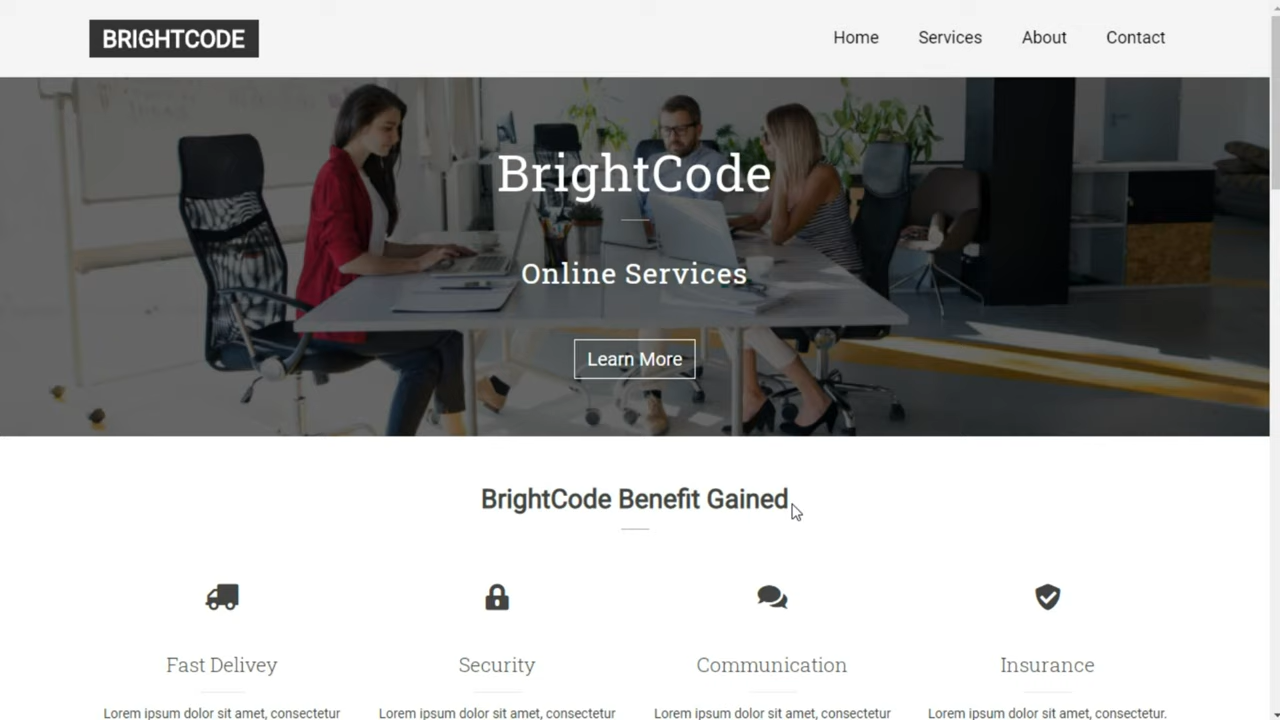 BRIGHTCODE
Home Services About Contact
BrightCode
Online Services
Learn More
BrightCode Benefit Gained
Fast Delivey Security Communication Insurance
Lorem ipsum dolor sit amet, consectetur Lorem ipsum dolor sit amet, consectetur Lorem ipsum dolor sit amet, consectetur Lorem ipsum dolor sit amet, consectetur.